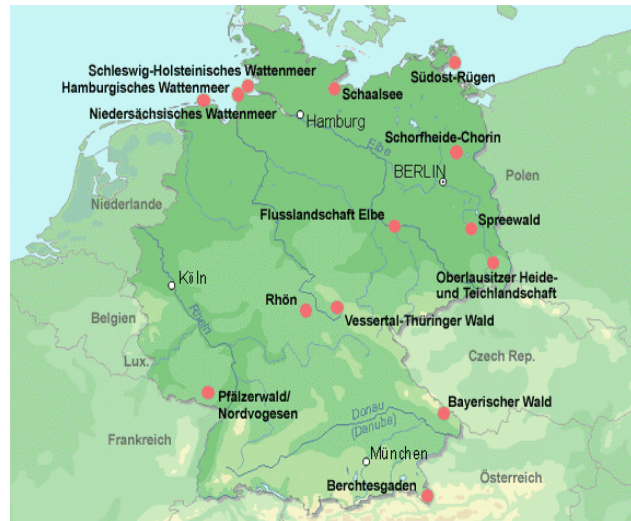 Schleswig-Holsteinisches Wattenmeer
Hamburgisches Wattenmeer
Niedersächsisches Wattenmeer
Schaalsee
Südost-Rügen
Hamburg
Elbe
Schorfheide-Chorin
BERLIN
Polen
Niederlande
Flusslandschaft Elbe
Spreewald
Oberlausitzer Heide-
und Teichlandschaft
Köln
Rhein
Rhön
Vessertal-Thüringer Wald
Belgien
Lux.
Czech Rep.
Pfälzerwald/
Nordvogesen
Bayerischer Wald
Donau
(Danube)
Frankreich
München
Österreich
Berchtesgaden